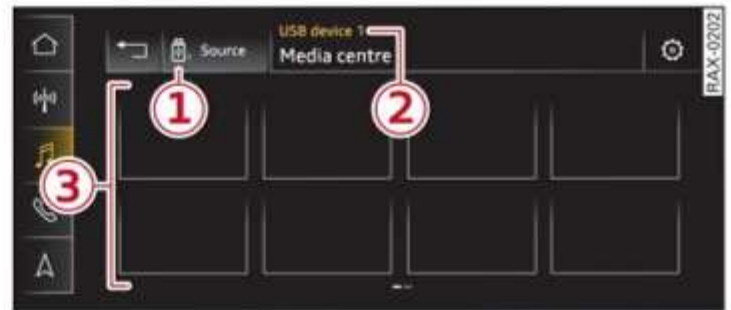 USB device 1
Source
Media centre
1
2
3
RAX-0202